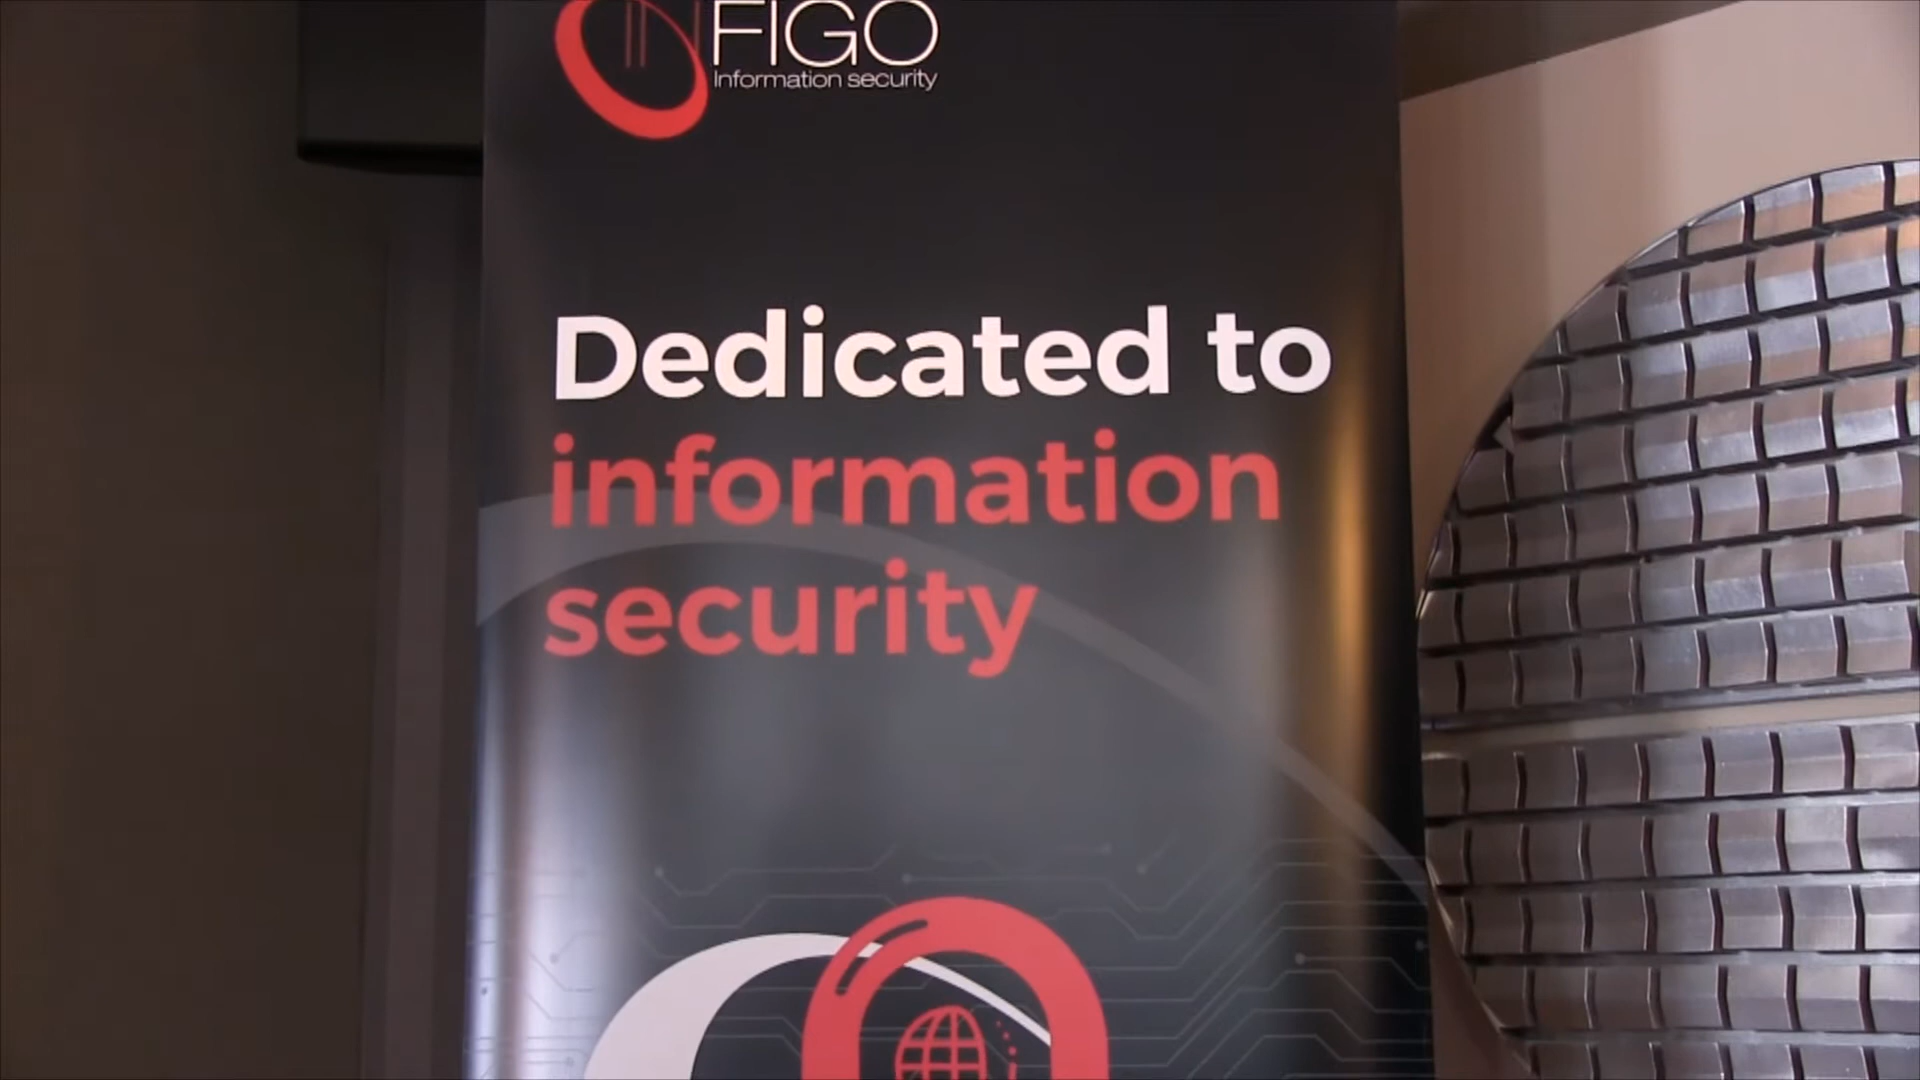 INFIGO
Information security
Dedicated to
information
security